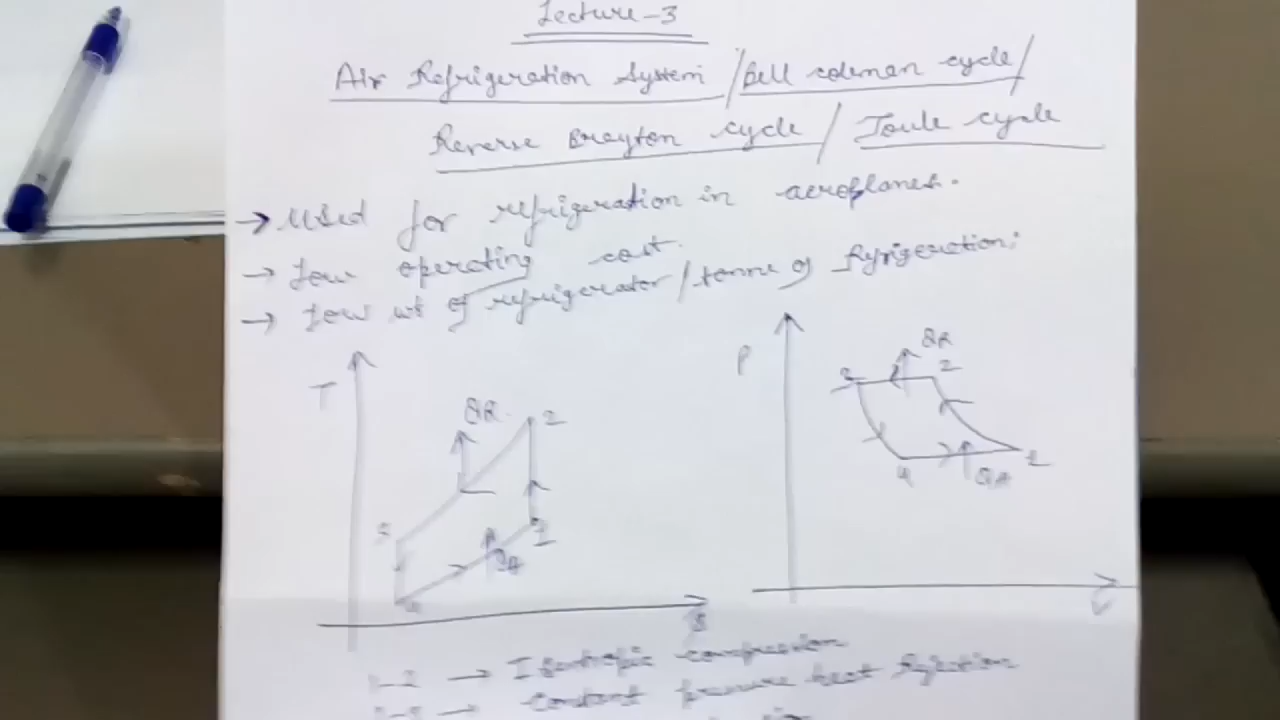 Lecture-3
Air Refrigeration System / Bell coleman cycle /
Reverse Brayton cycle / Joule cycle
→ Used for refrigeration in aeroplanes.
→ Low operating cost.
→ Low wt of refrigerator / tonne of refrigeration.
T
QR
2
3
1
QA
4
S
P
QR
3
2
4
QA
1
V
1-2 → Isentropic compression
2-3 → Constant pressure heat rejection